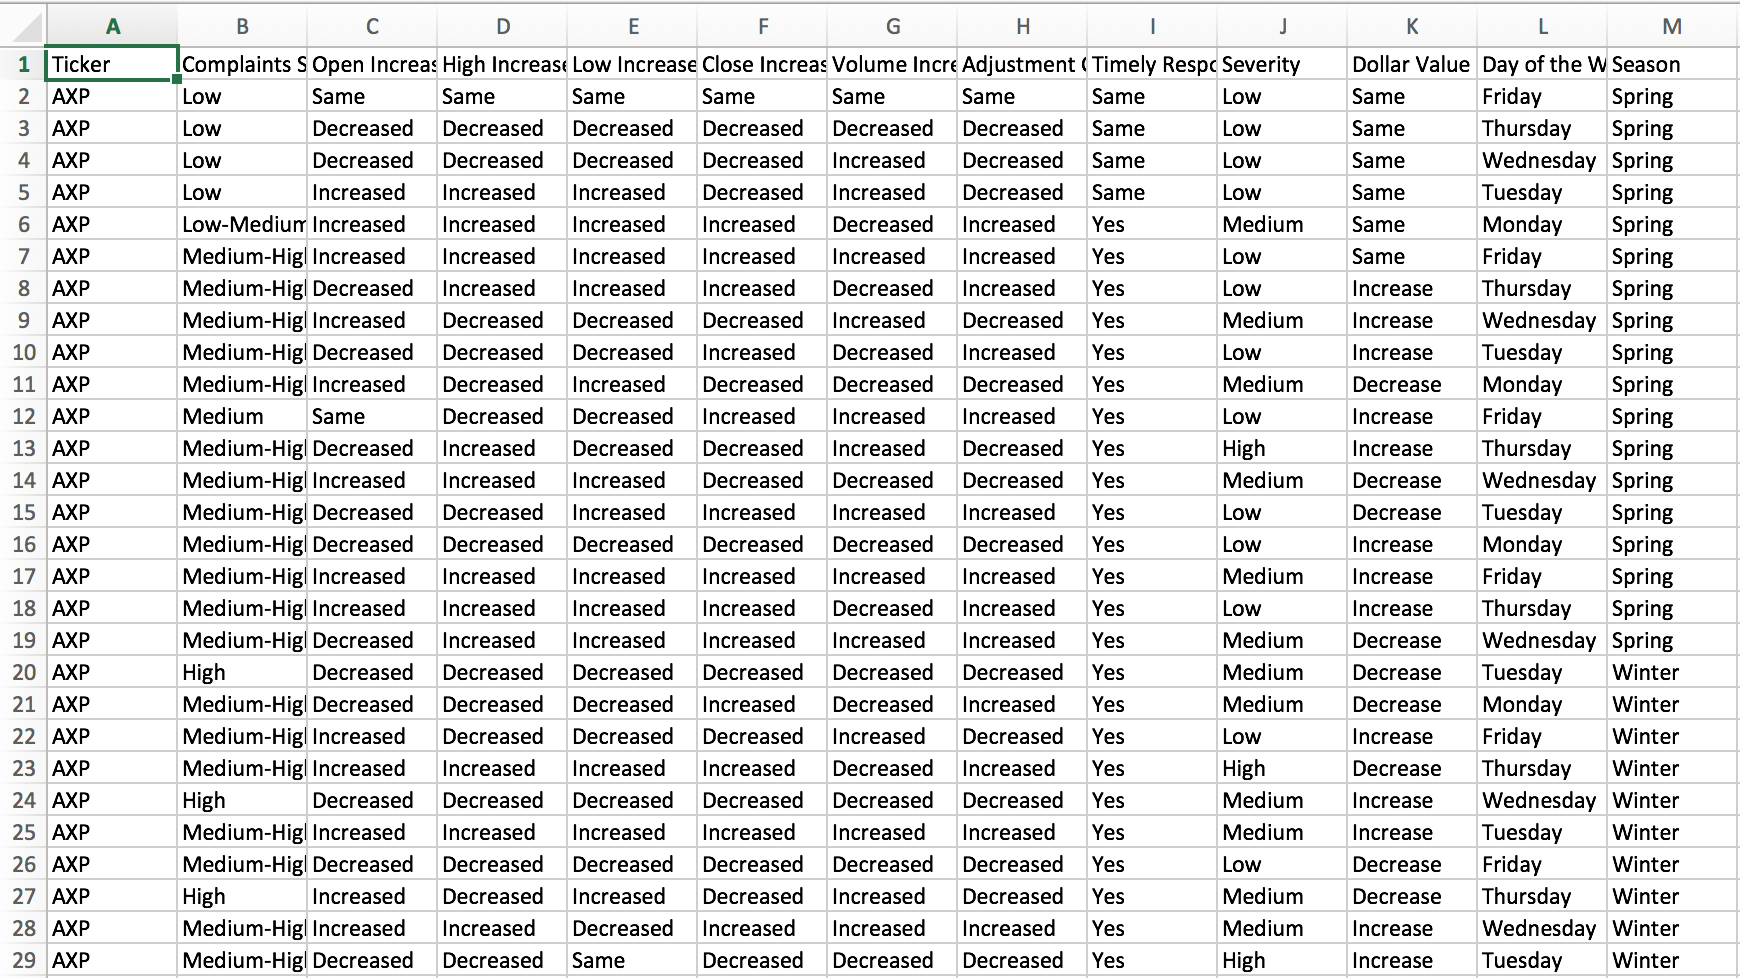 A B C D E F G H I J K L M
1 Ticker Complaints S Open Increas High Increase Low Increase Close Increas Volume Incre Adjustment Timely Respo Severity Dollar Value Day of the W Season
2 AXP Low Same Same Same Same Same Same Same Low Same Friday Spring
3 AXP Low Decreased Decreased Decreased Decreased Decreased Decreased Same Low Same Thursday Spring
4 AXP Low Decreased Decreased Decreased Decreased Increased Decreased Same Low Same Wednesday Spring
5 AXP Low Increased Increased Increased Decreased Increased Decreased Same Low Same Tuesday Spring
6 AXP Low-Medium Increased Increased Increased Increased Decreased Increased Yes Medium Same Monday Spring
7 AXP Medium-High Increased Increased Increased Increased Increased Increased Yes Low Same Friday Spring
8 AXP Medium-High Decreased Increased Increased Increased Decreased Increased Yes Low Increase Thursday Spring
9 AXP Medium-High Increased Decreased Decreased Decreased Increased Decreased Yes Medium Increase Wednesday Spring
10 AXP Medium-High Decreased Decreased Decreased Increased Decreased Increased Yes Low Increase Tuesday Spring
11 AXP Medium-High Increased Decreased Increased Decreased Decreased Decreased Yes Medium Decrease Monday Spring
12 AXP Medium Same Decreased Decreased Increased Increased Increased Yes Low Increase Friday Spring
13 AXP Medium-High Decreased Increased Decreased Decreased Increased Decreased Yes High Increase Thursday Spring
14 AXP Medium-High Increased Increased Increased Decreased Decreased Decreased Yes Medium Decrease Wednesday Spring
15 AXP Medium-High Decreased Decreased Increased Increased Increased Increased Yes Low Decrease Tuesday Spring
16 AXP Medium-High Decreased Decreased Decreased Decreased Decreased Decreased Yes Low Increase Monday Spring
17 AXP Medium-High Increased Increased Increased Increased Increased Increased Yes Medium Increase Friday Spring
18 AXP Medium-High Increased Increased Increased Increased Decreased Increased Yes Low Increase Thursday Spring
19 AXP Medium-High Decreased Increased Increased Increased Increased Increased Yes Medium Decrease Wednesday Spring
20 AXP High Decreased Decreased Decreased Decreased Decreased Decreased Yes Medium Decrease Tuesday Winter
21 AXP Medium-High Decreased Decreased Decreased Increased Decreased Increased Yes Medium Decrease Monday Winter
22 AXP Medium-High Increased Decreased Decreased Decreased Increased Decreased Yes Low Increase Friday Winter
23 AXP Medium-High Increased Increased Increased Increased Decreased Increased Yes High Decrease Thursday Winter
24 AXP High Decreased Decreased Decreased Decreased Decreased Decreased Yes Medium Increase Wednesday Winter
25 AXP Medium-High Increased Increased Increased Increased Increased Increased Yes Medium Increase Tuesday Winter
26 AXP Medium-High Decreased Decreased Decreased Decreased Decreased Decreased Yes Low Decrease Friday Winter
27 AXP High Increased Decreased Increased Decreased Increased Decreased Yes Medium Decrease Thursday Winter
28 AXP Medium-High Increased Increased Decreased Increased Increased Increased Yes Medium Increase Wednesday Winter
29 AXP Medium-High Decreased Decreased Same Decreased Decreased Decreased Yes High Increase Tuesday Winter